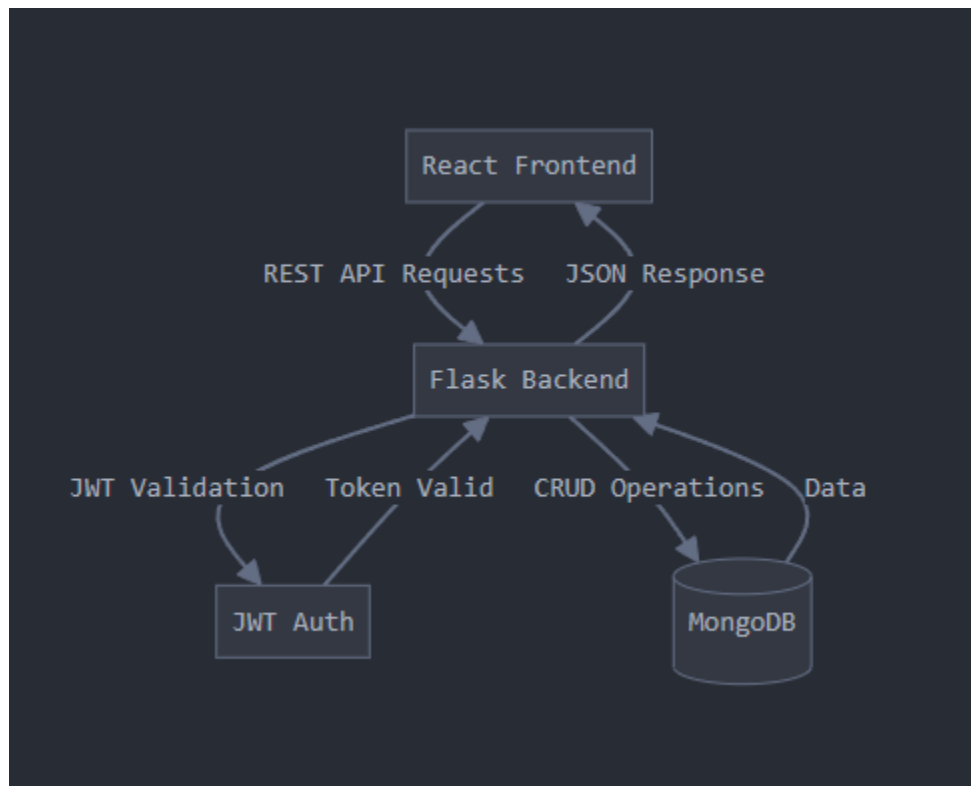 React Frontend
REST API Requests
JSON Response
Flask Backend
JWT Validation
Token Valid
CRUD Operations
Data
JWT Auth
MongoDB